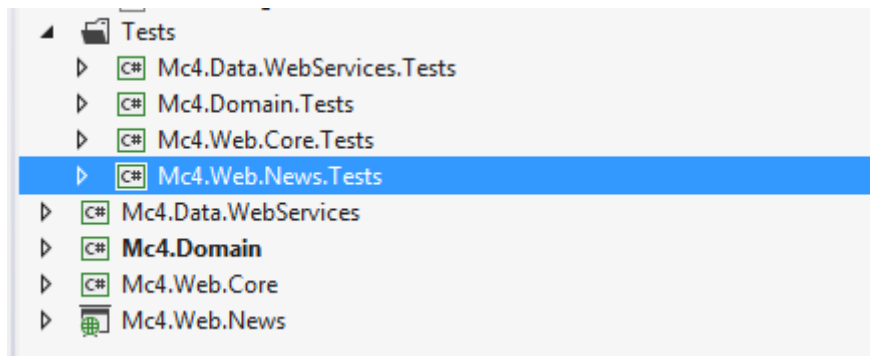 Tests
C# Mc4.Data.WebServices.Tests
C# Mc4.Domain.Tests
C# Mc4.Web.Core.Tests
C# Mc4.Web.News.Tests
C# Mc4.Data.WebServices
C# Mc4.Domain
C# Mc4.Web.Core
Mc4.Web.News